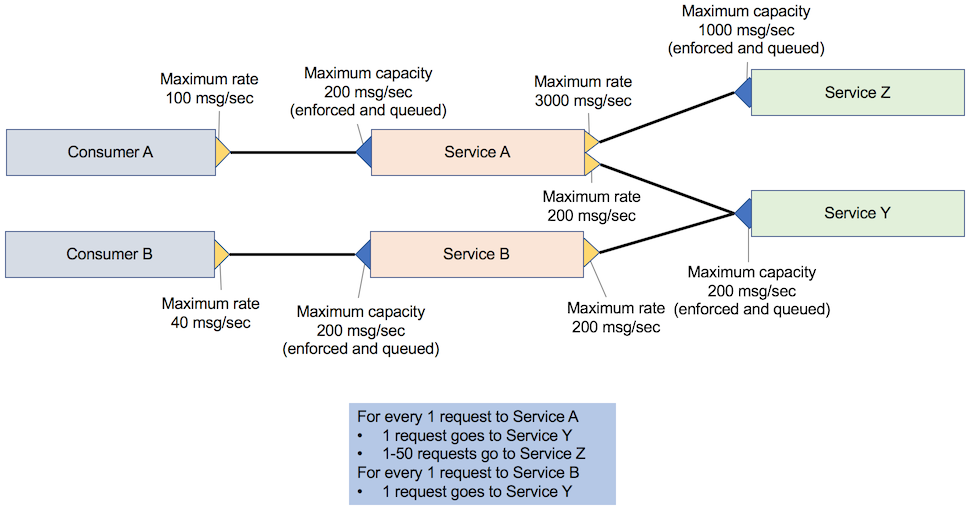 Maximum capacity
1000 msg/sec
(enforced and queued)
Maximum rate
100 msg/sec
Maximum capacity
200 msg/sec
(enforced and queued)
Maximum rate
3000 msg/sec
Service Z
Consumer A
Service A
Maximum rate
200 msg/sec
Service Y
Consumer B
Service B
Maximum rate
40 msg/sec
Maximum capacity
200 msg/sec
(enforced and queued)
Maximum rate
200 msg/sec
Maximum capacity
200 msg/sec
(enforced and queued)
For every 1 request to Service A
• 1 request goes to Service Y
• 1-50 requests go to Service Z
For every 1 request to Service B
• 1 request goes to Service Y